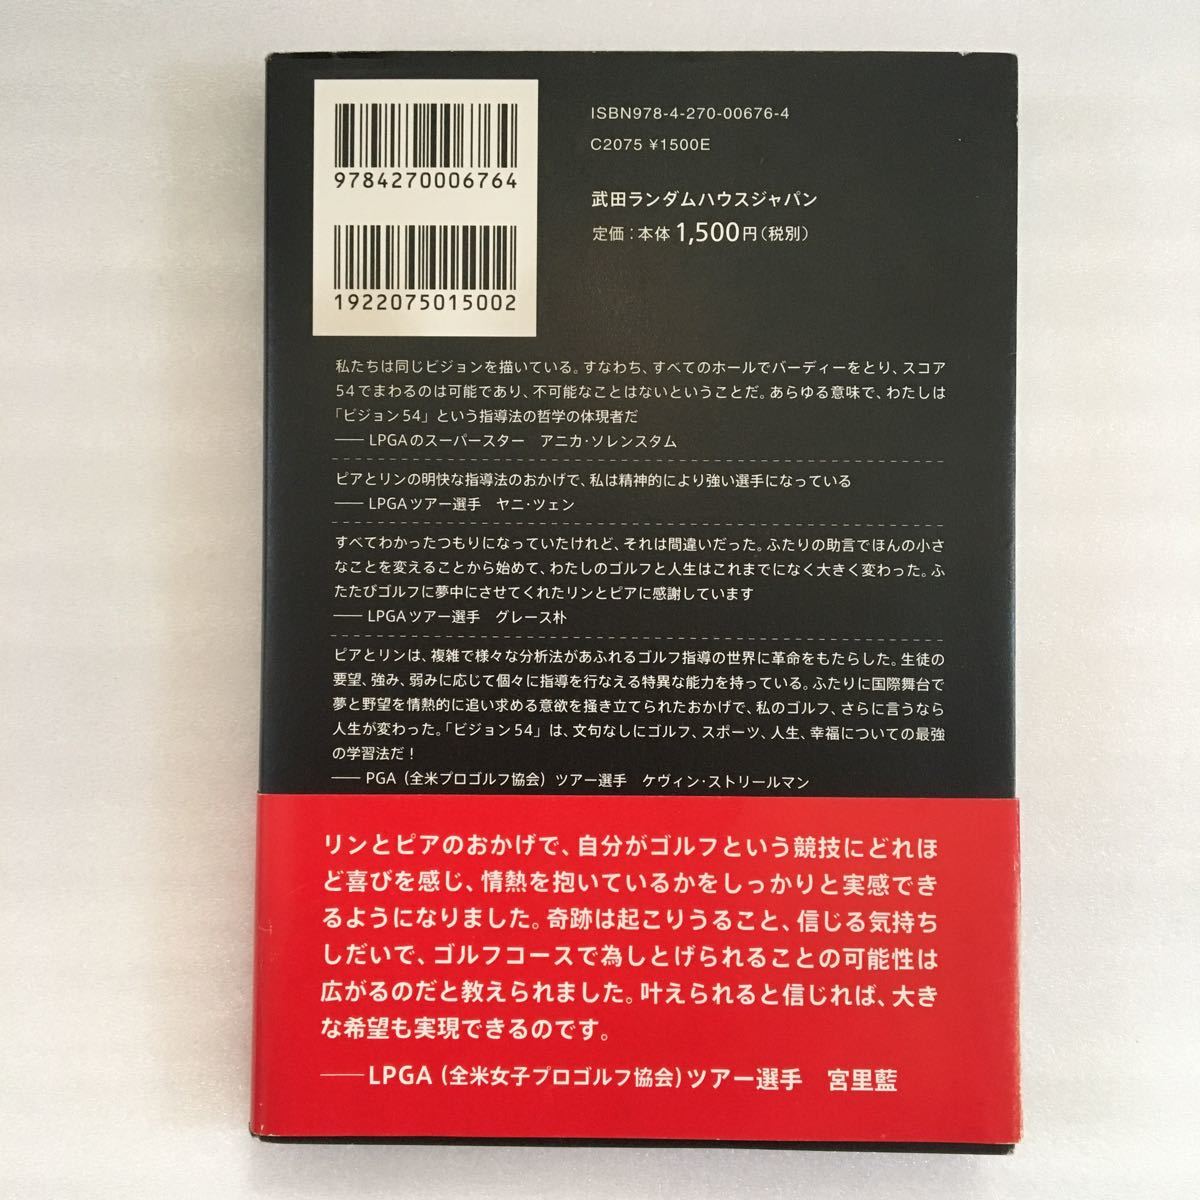 9784270006764
1922075015002
ISBN978-4-270-00676-4
C2075 ¥1500E
武田ランダムハウスジャパン
定価：本体1,500円（税別）
私たちは同じビジョンを描いている。すなわち、すべてのホールでバーディーをとり、スコア
54でまわるのは可能であり、不可能なことはないということだ。あらゆる意味で、わたしは
「ビジョン54」という指導法の哲学の体現者だ
――LPGAのスーパースター　アニカ・ソレンスタム
ピアとリンの明快な指導法のおかげで、私は精神的により強い選手になっている
――LPGAツアー選手　ヤニ・ツェン
すべてわかったつもりになっていたけれど、それは間違いだった。ふたりの助言でほんの小さ
なことを変えることから始めて、わたしのゴルフと人生はこれまでになく大きく変わった。ふ
たたびゴルフに夢中にさせてくれたリンとピアに感謝しています
――LPGAツアー選手　グレース朴
ピアとリンは、複雑で様々な分析法があふれるゴルフ指導の世界に革命をもたらした。生徒の
要望、強み、弱みに応じて個々に指導を行なえる特異な能力を持っている。ふたりに国際舞台で
夢と野望を情熱的に追い求める意欲を掻き立てられたおかげで、私のゴルフ、さらに言うなら
人生が変わった。「ビジョン54」は、文句なしにゴルフ、スポーツ、人生、幸福についての最強
の学習法だ！
――PGA（全米プロゴルフ協会）ツアー選手　ケヴィン・ストリールマン
リンとピアのおかげで、自分がゴルフという競技にどれほ
ど喜びを感じ、情熱を抱いているかをしっかりと実感でき
るようになりました。奇跡は起こりうること、信じる気持ち
しだいで、ゴルフコースで為しとげられることの可能性は
広がるのだと教えられました。叶えられると信じれば、大き
な希望も実現できるのです。
――LPGA（全米女子プロゴルフ協会）ツアー選手　宮里藍